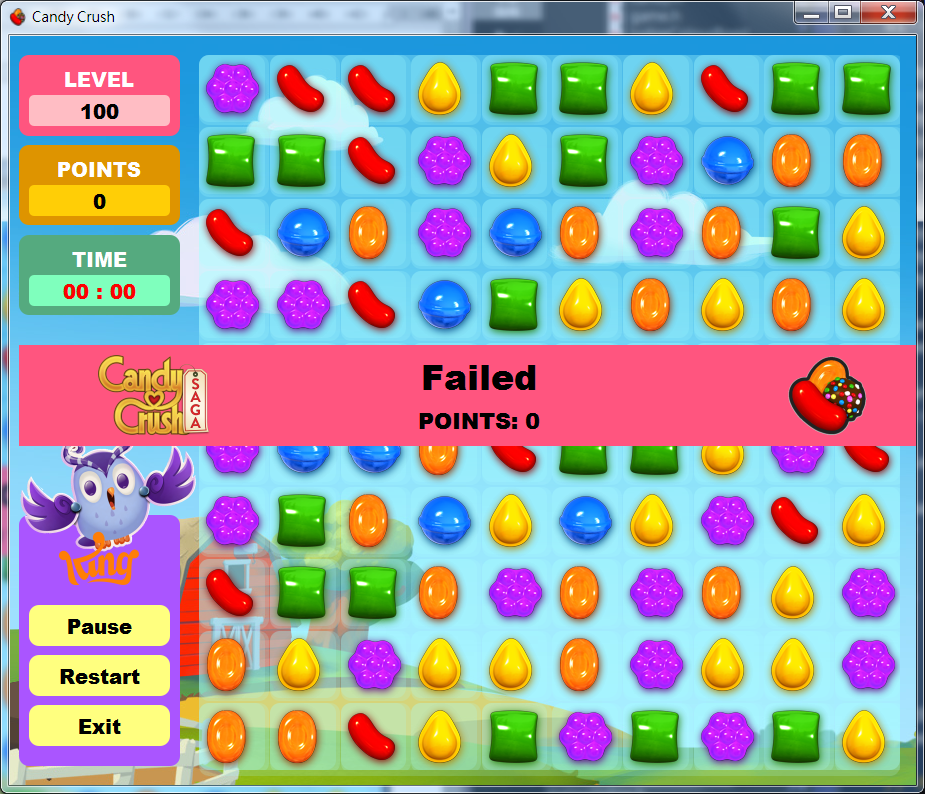 Candy Crush
LEVEL
100
POINTS
0
TIME
00 : 00
Candy
Crush
SAGA
Failed
POINTS: 0
King
Pause
Restart
Exit